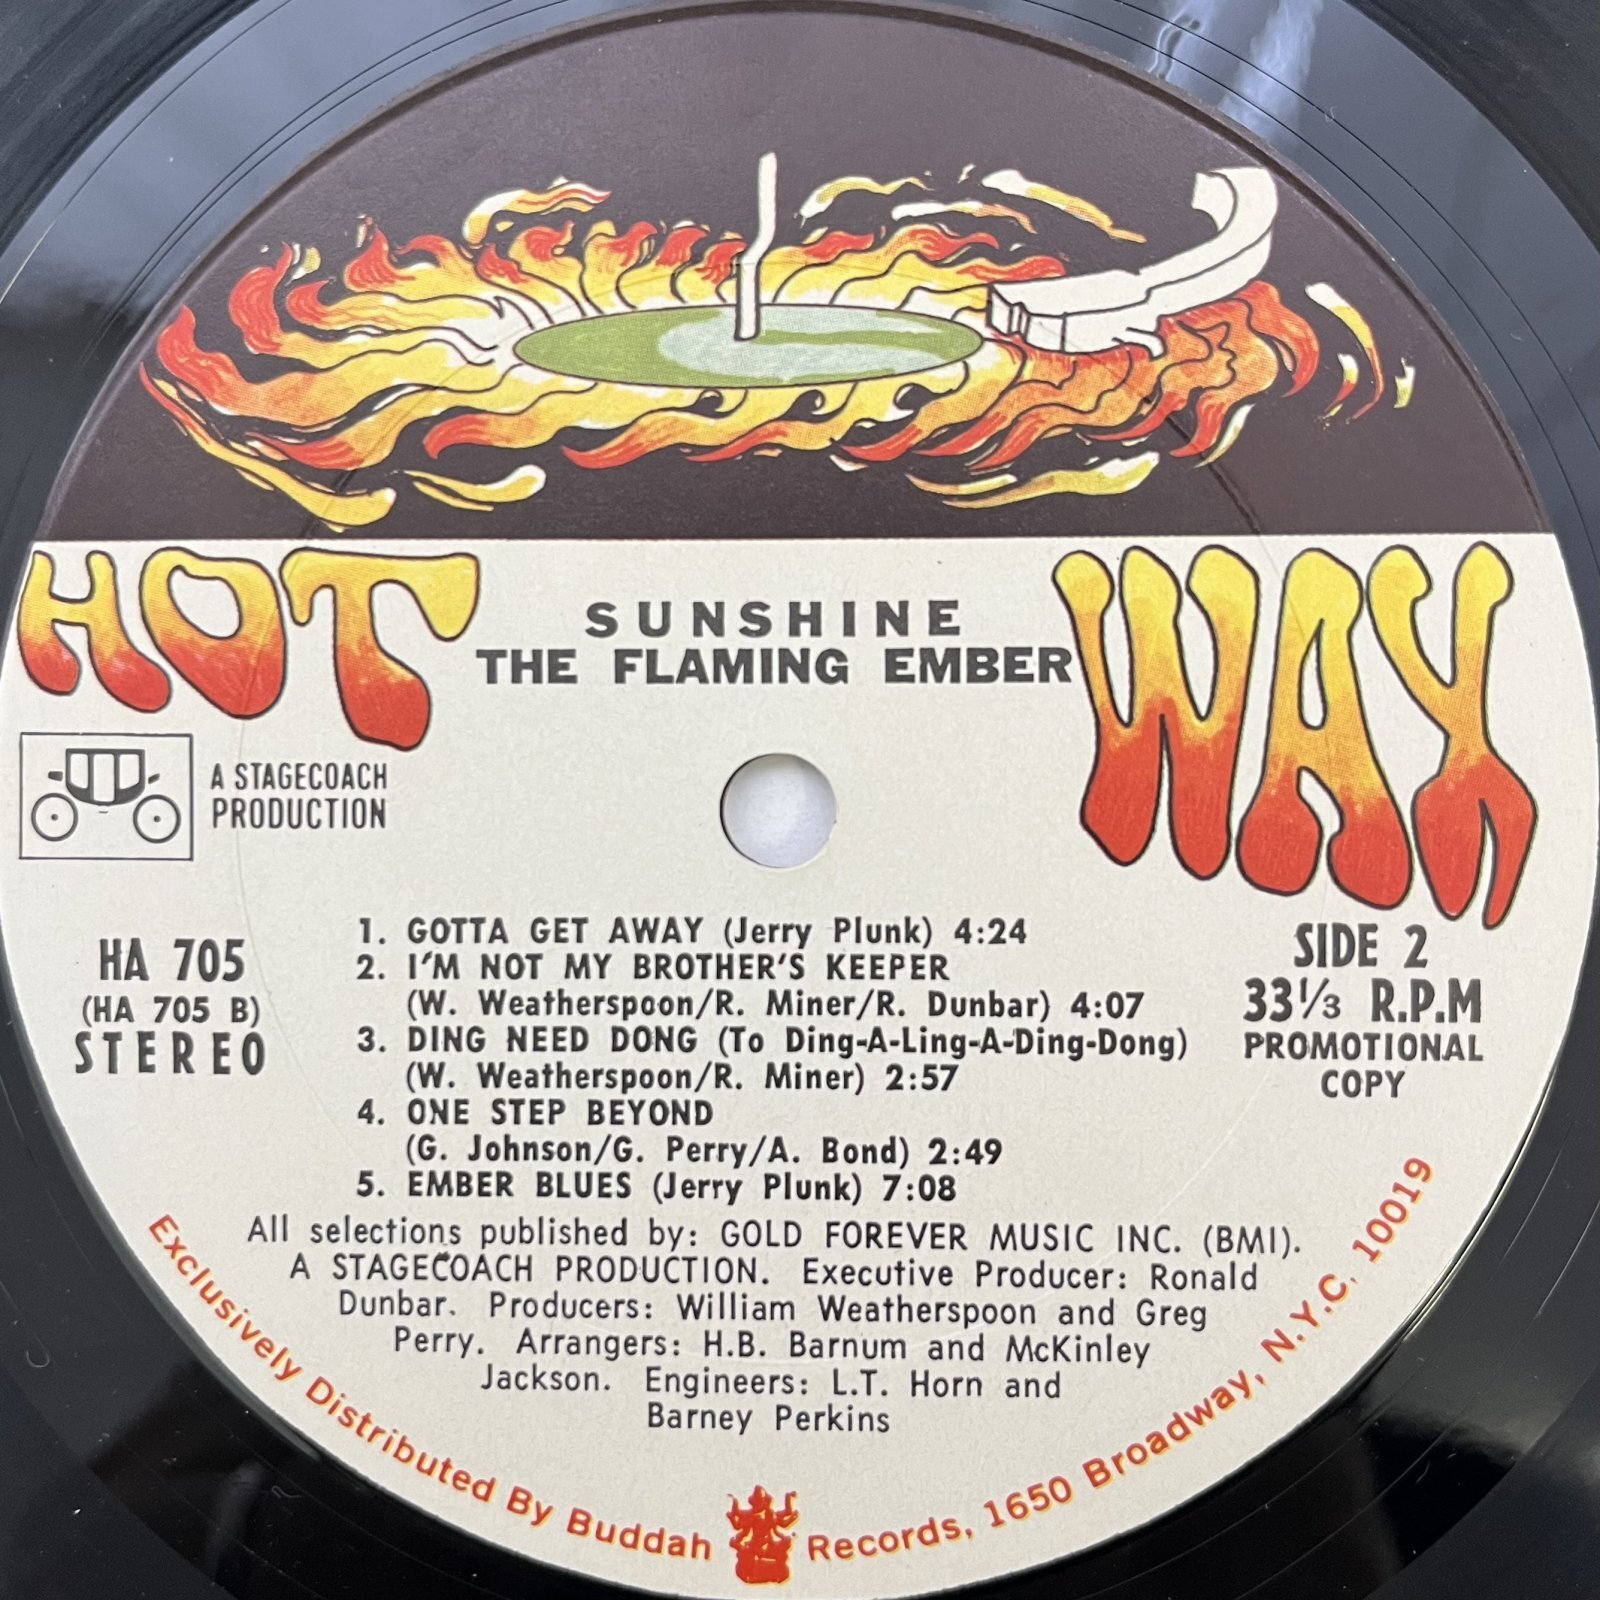 HOT WAX
SUNSHINE
THE FLAMING EMBER
A STAGECOACH
PRODUCTION
HA 705
(HA 705 B)
STEREO
SIDE 2
33⅓ R.P.M
PROMOTIONAL
COPY
1. GOTTA GET AWAY (Jerry Plunk) 4:24
2. I'M NOT MY BROTHER'S KEEPER
(W. Weatherspoon/R. Miner/R. Dunbar) 4:07
3. DING NEED DONG (To Ding-A-Ling-A-Ding-Dong)
(W. Weatherspoon/R. Miner) 2:57
4. ONE STEP BEYOND
(G. Johnson/G. Perry/A. Bond) 2:49
5. EMBER BLUES (Jerry Plunk) 7:08
All selections published by: GOLD FOREVER MUSIC INC. (BMI).
A STAGECOACH PRODUCTION. Executive Producer: Ronald
Dunbar. Producers: William Weatherspoon and Greg
Perry. Arrangers: H.B. Barnum and McKinley
Jackson. Engineers: L.T. Horn and
Barney Perkins
Exclusively Distributed By Buddah Records, 1650 Broadway, N.Y.C. 10019